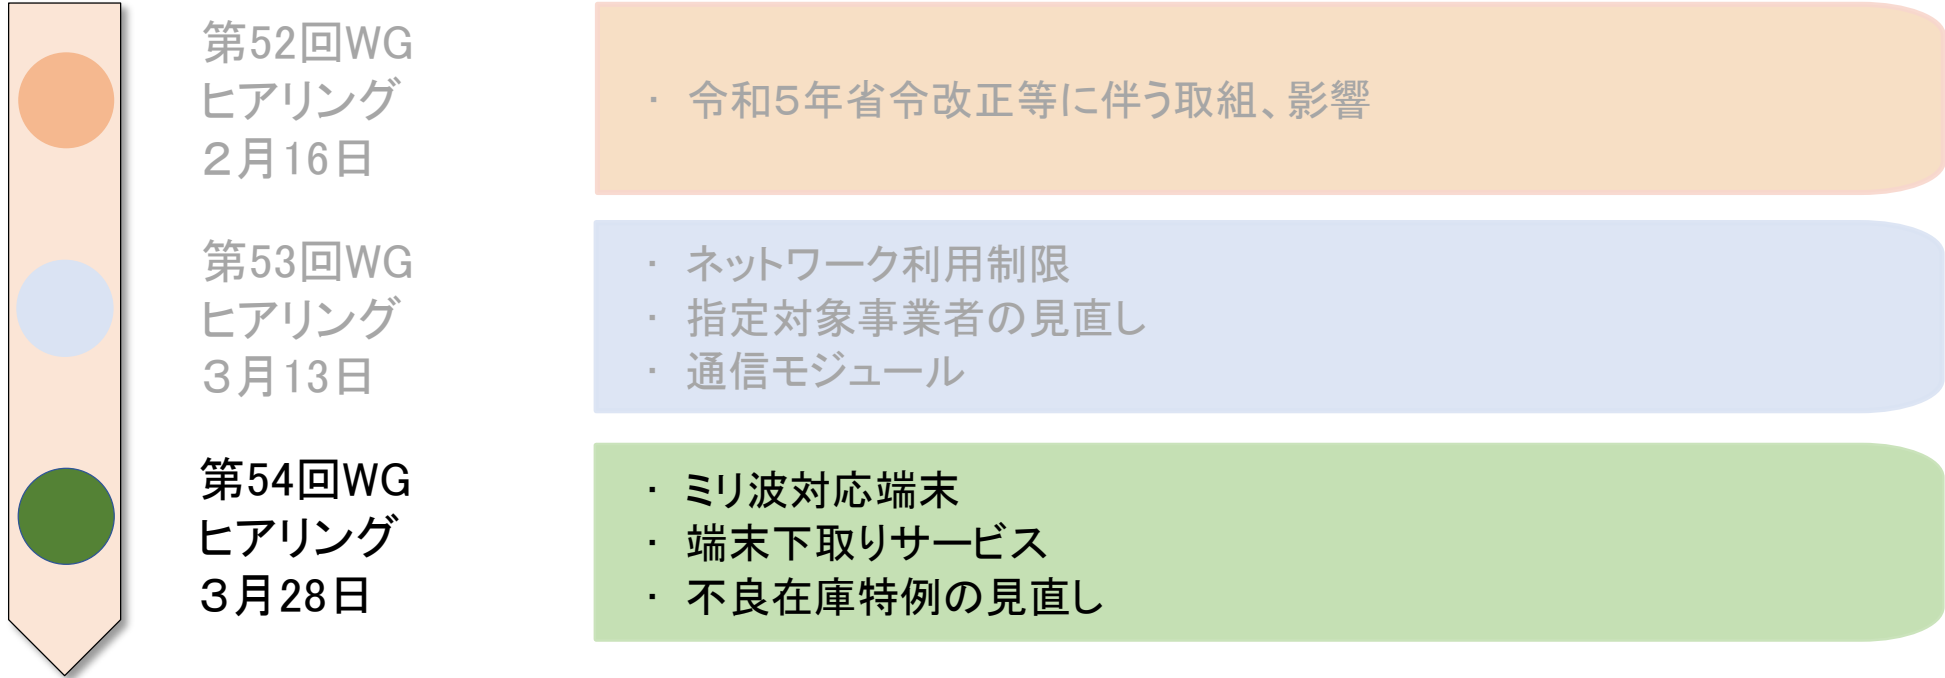 第52回WG
ヒアリング
２月16日
・ 令和５年省令改正等に伴う取組、影響
第53回WG
ヒアリング
３月13日
・ ネットワーク利用制限
・ 指定対象事業者の見直し
・ 通信モジュール
第54回WG
ヒアリング
３月28日
・ ミリ波対応端末
・ 端末下取りサービス
・ 不良在庫特例の見直し